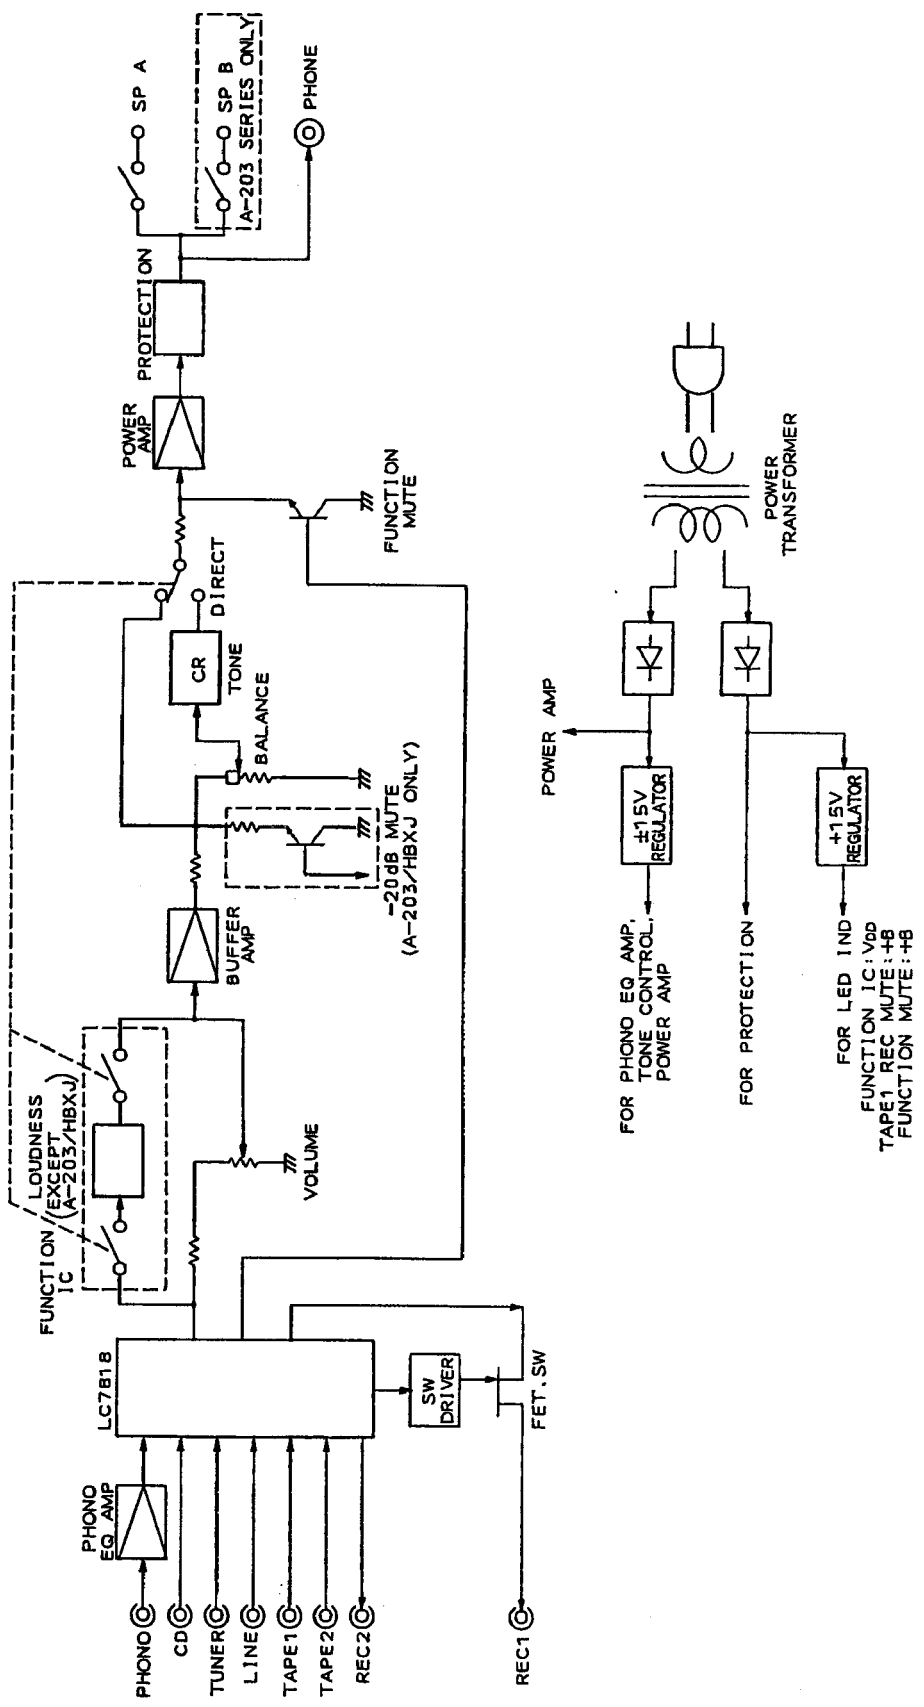 PHONO
CD
TUNER
LINE
TAPE1
TAPE2
REC2
REC1
PHONO
EQ AMP
LC7818
FUNCTION
IC
SW
DRIVER
FET.SW
LOUDNESS
(EXCEPT
A-203/HBXJ)
VOLUME
BUFFER
AMP
-20dB MUTE
(A-203/HBXJ ONLY)
BALANCE
CR
TONE
DIRECT
FUNCTION
MUTE
POWER
AMP
PROTECTION
SP A
SP B
(A-203 SERIES ONLY)
PHONE
POWER
TRANSFORMER
POWER AMP
±15V
REGULATOR
+15V
REGULATOR
FOR PHONO EQ AMP,
TONE CONTROL,
POWER AMP
FOR PROTECTION
FOR LED IND
FUNCTION IC:VDD
TAPE1 REC MUTE:+B
FUNCTION MUTE:+B